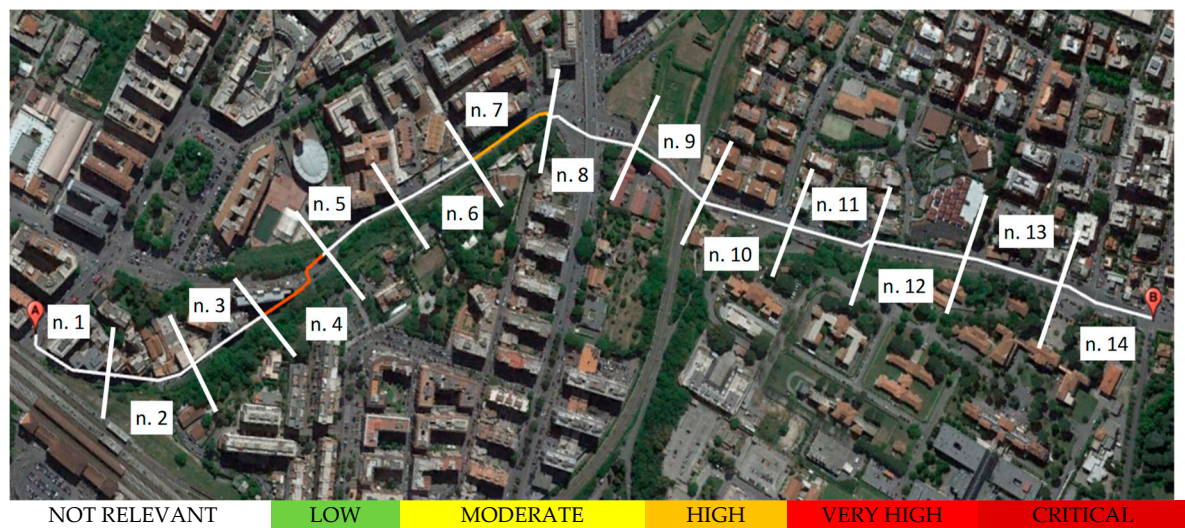 n. 7
n. 9
n. 8
n. 5
n. 11
n. 6
n. 13
n. 10
n. 3
n. 12
A
B
n. 1
n. 4
n. 14
n. 2
NOT RELEVANT LOW MODERATE HIGH VERY HIGH CRITICAL